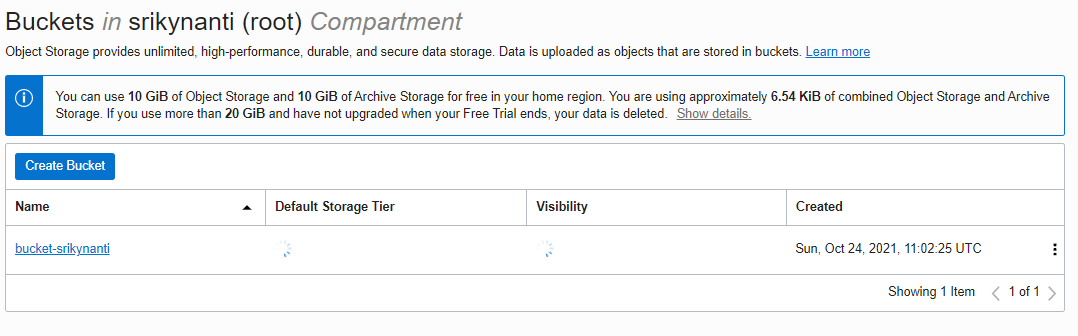 Buckets in srikynanti (root) Compartment
Object Storage provides unlimited, high-performance, durable, and secure data storage. Data is uploaded as objects that are stored in buckets. Learn more
You can use 10 GiB of Object Storage and 10 GiB of Archive Storage for free in your home region. You are using approximately 6.54 KiB of combined Object Storage and Archive
Storage. If you use more than 20 GiB and have not upgraded when your Free Trial ends, your data is deleted. Show details.
Create Bucket
Name Default Storage Tier Visibility Created
bucket-srikynanti Sun, Oct 24, 2021, 11:02:25 UTC
Showing 1 Item 1 of 1